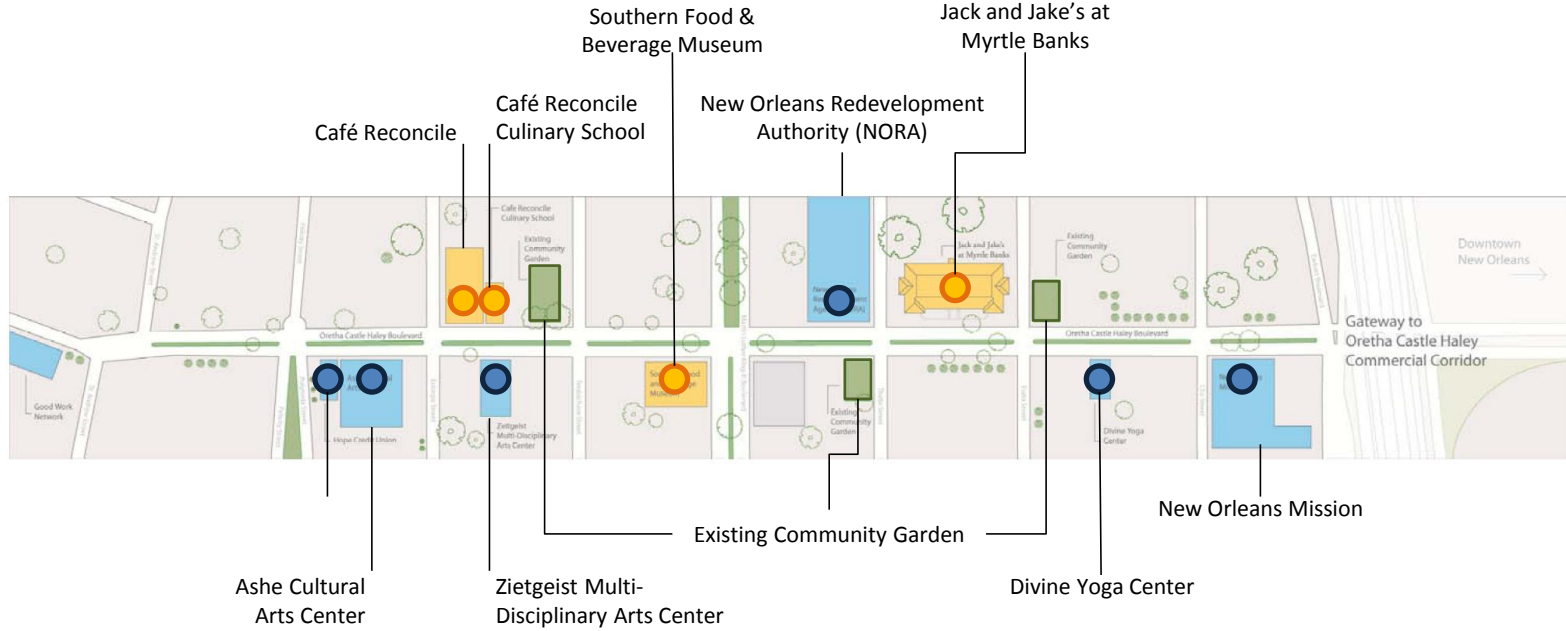 Southern Food &
Beverage Museum
Jack and Jake's at
Myrtle Banks
Café Reconcile
Café Reconcile
Culinary School
New Orleans Redevelopment
Authority (NORA)
Cafe Reconcile
Culinary School
Existing
Community
Garden
Jack and Jake's
at Myrtle Banks
Existing
Community
Garden
Downtown
New Orleans
Oretha Castle Haley Boulevard
Oretha Castle Haley Boulevard
Gateway to
Oretha Castle Haley
Commercial Corridor
Good Work
Network
Hope Credit Union
Zeitgeist
Multi-Disciplinary
Arts Center
Existing
Community
Garden
Divine Yoga
Center
New Orleans Mission
Existing Community Garden
Ashe Cultural
Arts Center
Zietgeist Multi-
Disciplinary Arts Center
Divine Yoga Center